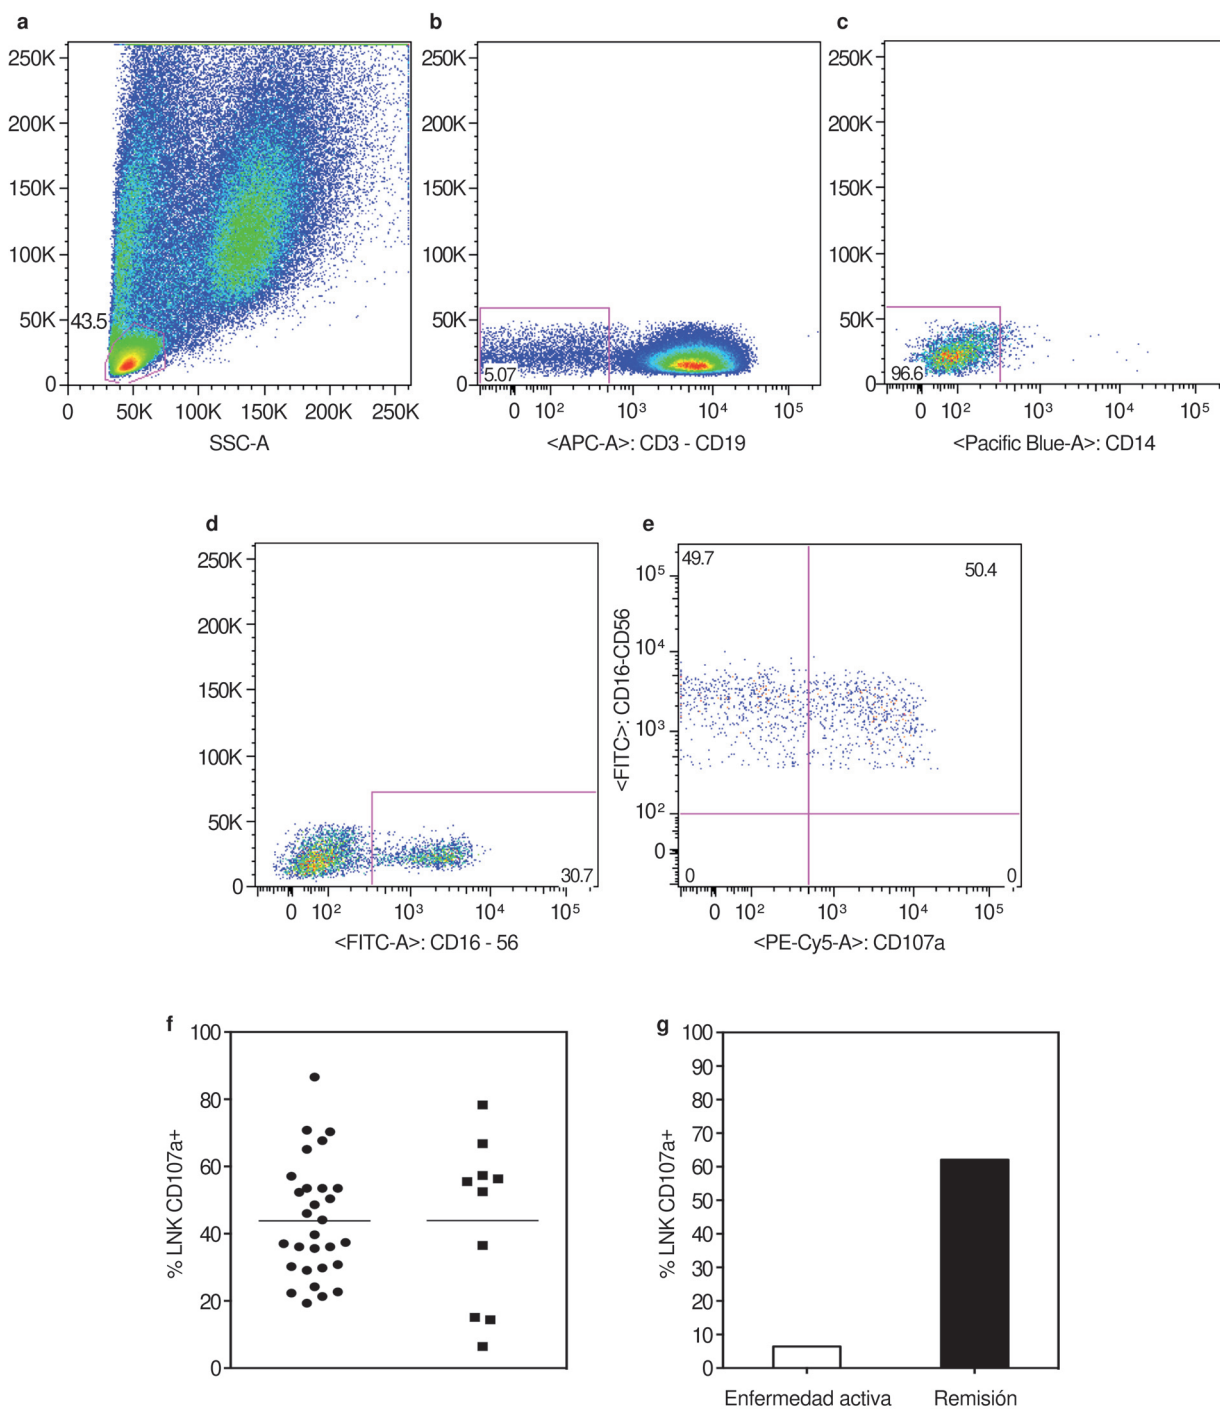 a
250K
200K
150K
100K
50K
0
43.5
0 50K 100K 150K 200K 250K
SSC-A
b
250K
200K
150K
100K
50K
0
5.07
0 10² 10³ 10⁴ 10⁵
<APC-A>: CD3 - CD19
c
250K
200K
150K
100K
50K
0
96.6
0 10² 10³ 10⁴ 10⁵
<Pacific Blue-A>: CD14
d
250K
200K
150K
100K
50K
0
30.7
0 10² 10³ 10⁴ 10⁵
<FITC-A>: CD16 - 56
e
<FITC>: CD16-CD56
10⁵
10⁴
10³
10²
0
49.7
50.4
0
0
0 10² 10³ 10⁴ 10⁵
<PE-Cy5-A>: CD107a
f
% LNK CD107a+
100
80
60
40
20
0
g
% LNK CD107a+
100
90
80
70
60
50
40
30
20
10
0
Enfermedad activa
Remisión